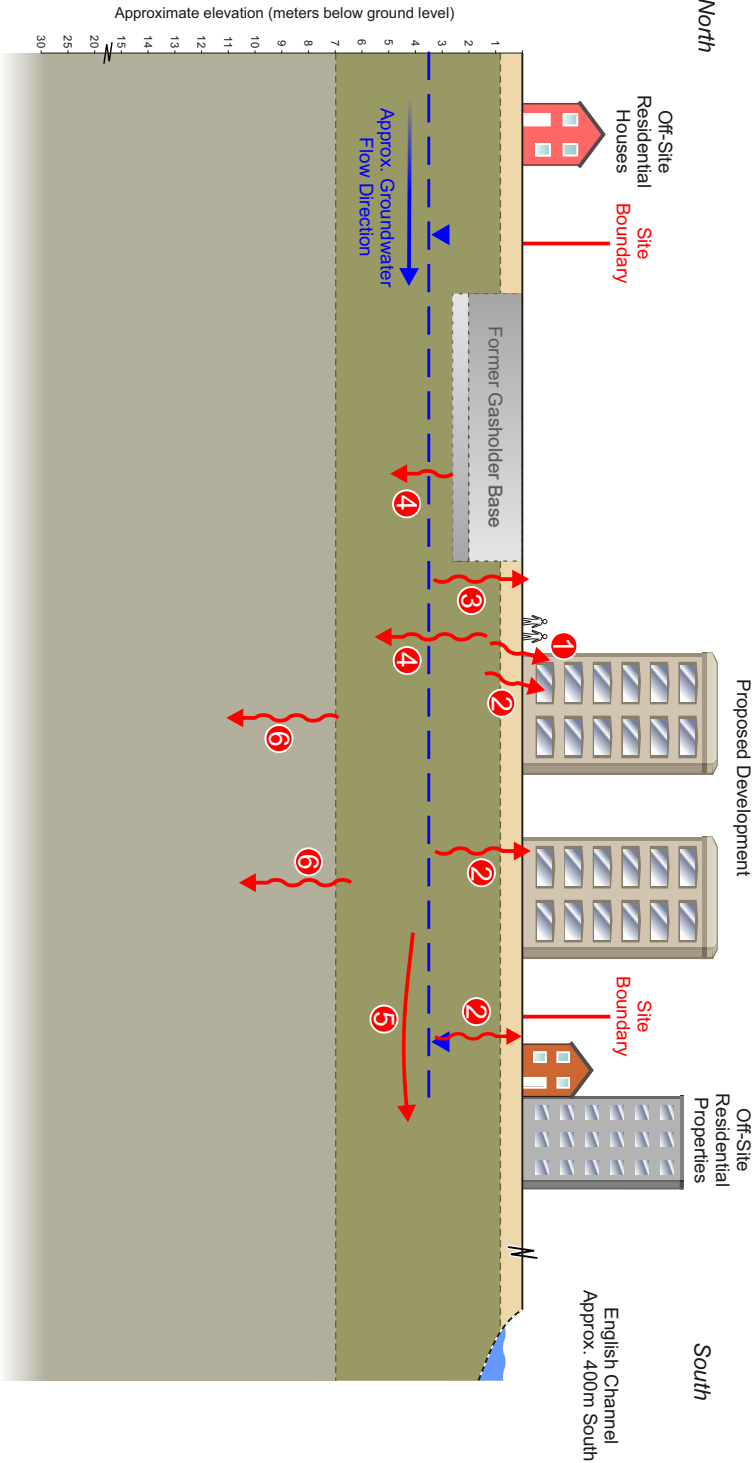 North
South
Off-Site
Residential
Houses
Site
Boundary
Proposed Development
Site
Boundary
Off-Site
Residential
Properties
English Channel
Approx. 400m South
Former Gasholder Base
Approx. Groundwater
Flow Direction
Approximate elevation (meters below ground level)
1
2
3
4
5
6
7
8
9
10
11
12
13
14
15
20
25
30
1
2
2
2
3
4
4
5
6
6